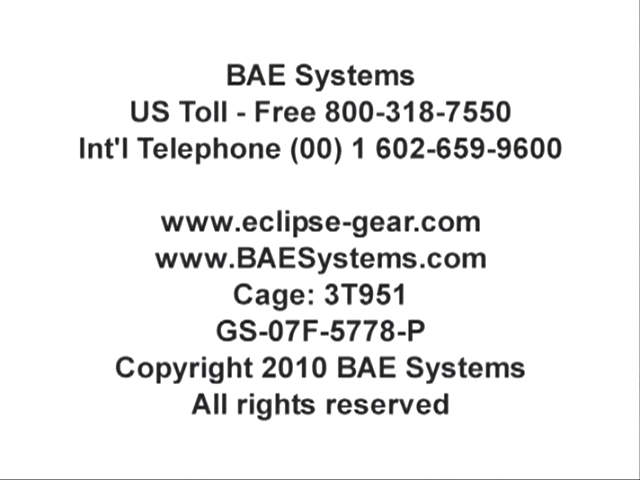 BAE Systems
US Toll - Free 800-318-7550
Int'l Telephone (00) 1 602-659-9600
www.eclipse-gear.com
www.BAESystems.com
Cage: 3T951
GS-07F-5778-P
Copyright 2010 BAE Systems
All rights reserved